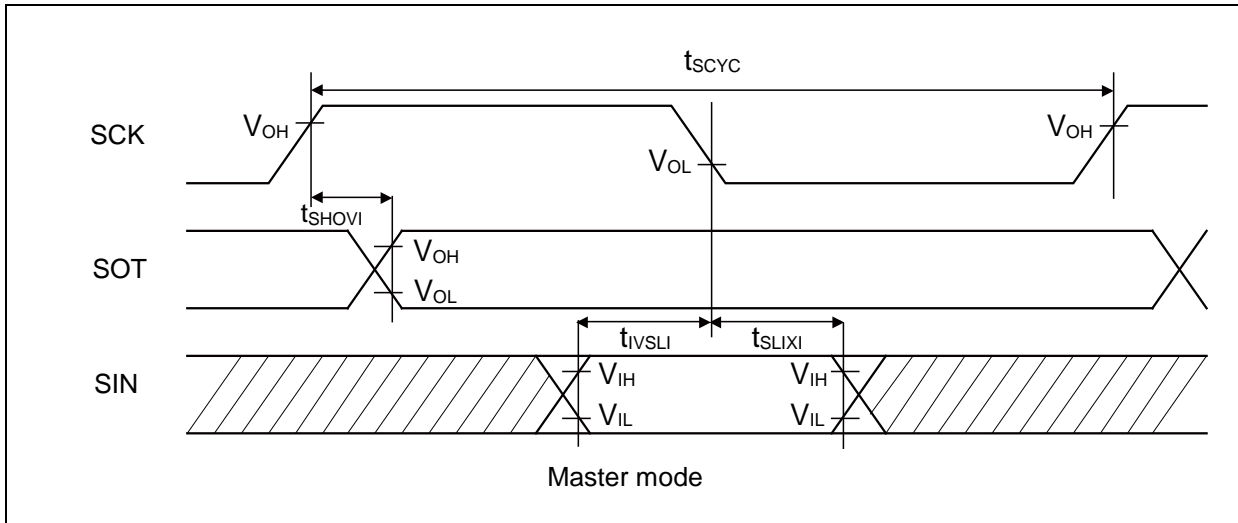 tSCYC
SCK
VOH
VOL
VOH
tSHOVI
SOT
VOH
VOL
tIVSLI
tSLIXI
SIN
VIH
VIL
VIH
VIL
Master mode